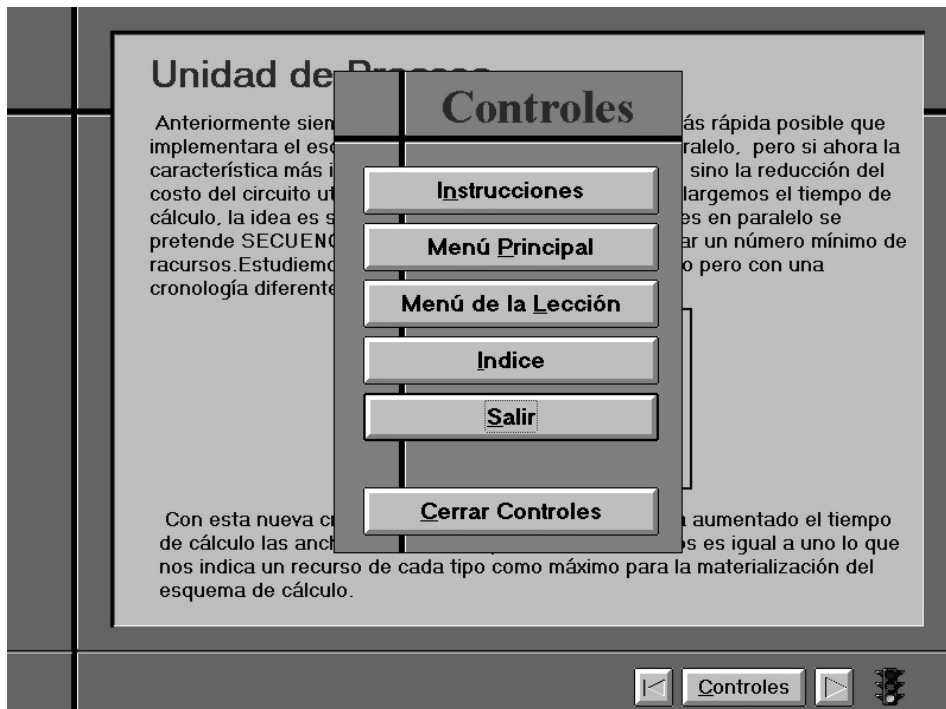 Unidad de Proceso
Anteriormente siem
ás rápida posible que
implementara el esq
ralelo, pero si ahora la
característica más i
sino la reducción del
costo del circuito ut
largemos el tiempo de
cálculo, la idea es s
es en paralelo se
pretende SECUENC
ar un número mínimo de
racursos.Estudiemo
o pero con una
cronología diferente
Controles
Instrucciones
Menú Principal
Menú de la Lección
Indice
Salir
Cerrar Controles
Con esta nueva cr
a aumentado el tiempo
de cálculo las anch
os es igual a uno lo que
nos indica un recurso de cada tipo como máximo para la materialización del
esquema de cálculo.
Controles